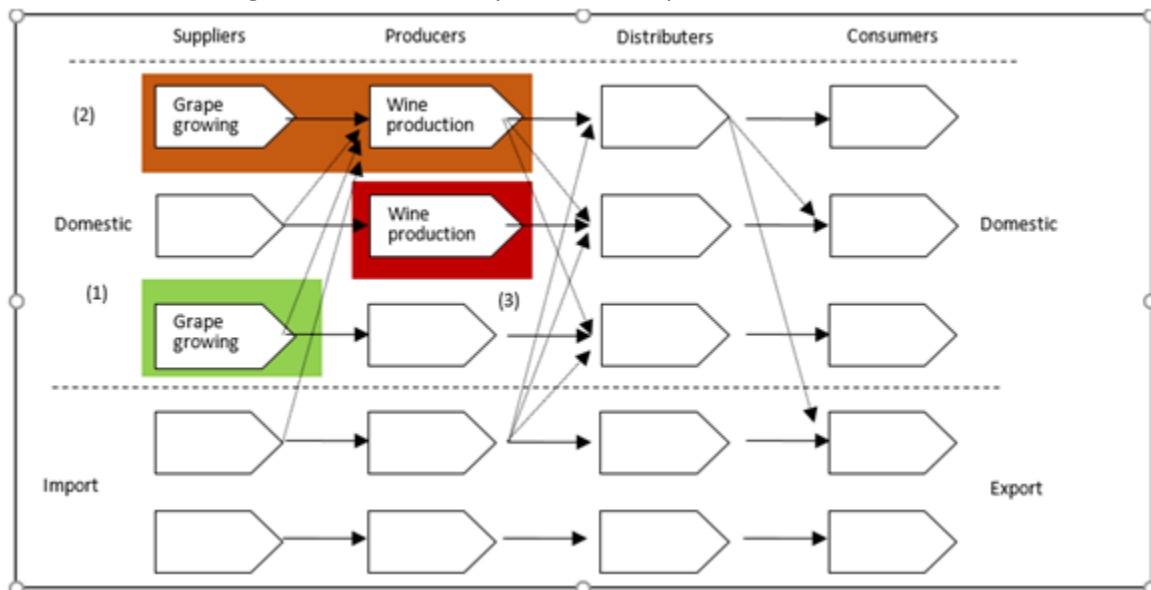 Suppliers Producers Distributers Consumers
(2)
Grape
growing
Wine
production
Domestic
Wine
production
Domestic
(1)
Grape
growing
(3)
Import
Export